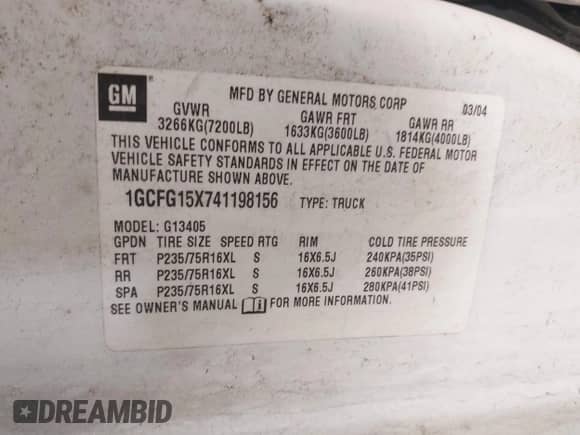 GM
MFD BY GENERAL MOTORS CORP 03/04
GVWR GAWR FRT GAWR RR
3266KG(7200LB) 1633KG(3600LB) 1814KG(4000LB)
THIS VEHICLE CONFORMS TO ALL APPLICABLE U.S. FEDERAL MOTOR
VEHICLE SAFETY STANDARDS IN EFFECT ON THE DATE OF
MANUFACTURE SHOWN ABOVE.
1GCFG15X741198156 TYPE: TRUCK
MODEL: G13405
GPDN TIRE SIZE SPEED RTG RIM COLD TIRE PRESSURE
FRT P235/75R16XL S 16X6.5J 240KPA(35PSI)
RR P235/75R16XL S 16X6.5J 260KPA(38PSI)
SPA P235/75R16XL S 16X6.5J 280KPA(41PSI)
SEE OWNER'S MANUAL FOR MORE INFORMATION.
DREAMBID